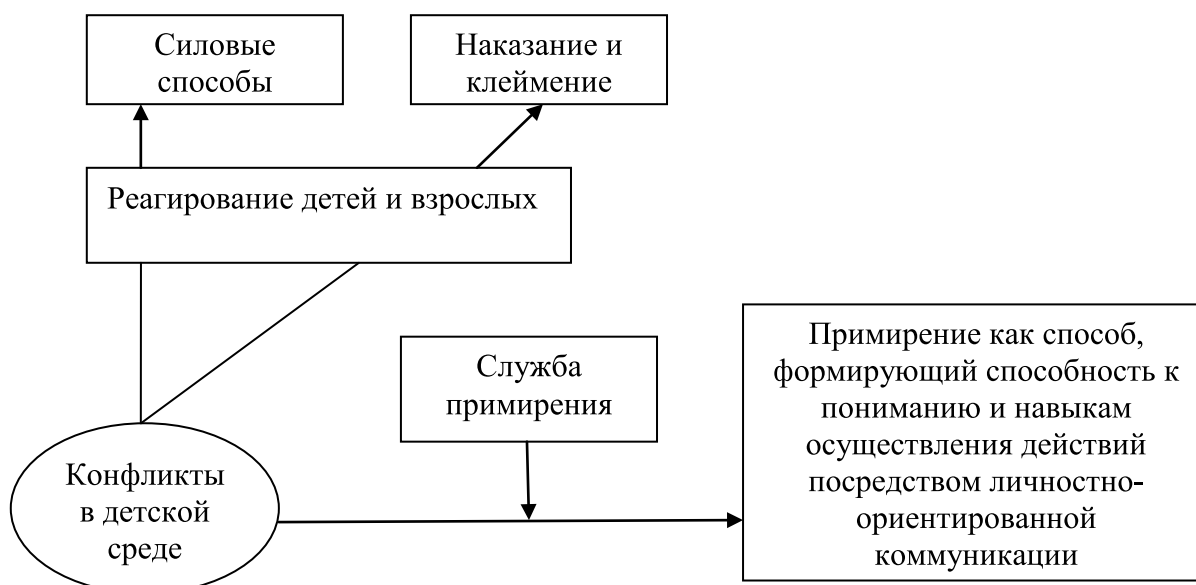 Силовые
способы
Наказание и
клеймение
Реагирование детей и взрослых
Служба
примирения
Конфликты
в детской
среде
Примирение как способ,
формирующий способность к
пониманию и навыкам
осуществления действий
посредством личностно-
ориентированной
коммуникации